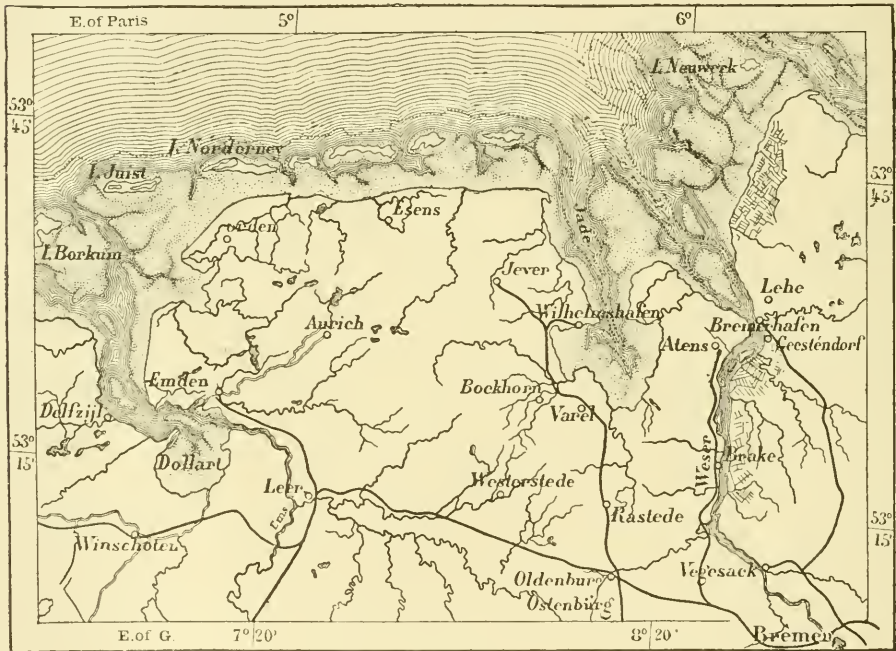 E. of Paris
5°
6°
I. Neuwerk
53°
45'
I. Norderney
I. Juist
53°
45'
Esens
orden
Jade
I. Borkum
Jever
Lehe
Wilhelmshafen
Aurich
Bremerhafen
Geestendorf
Atens
Emden
Bockhorn
Delfzijl
Varel
53°
15'
Dollart
Weser
Brake
Leer
Westerstede
Ems
Rastede
53°
15'
Winschoten
Vegesack
Oldenburg
Ostenburg
E. of G.
7° 20'
8° 20'
Bremen